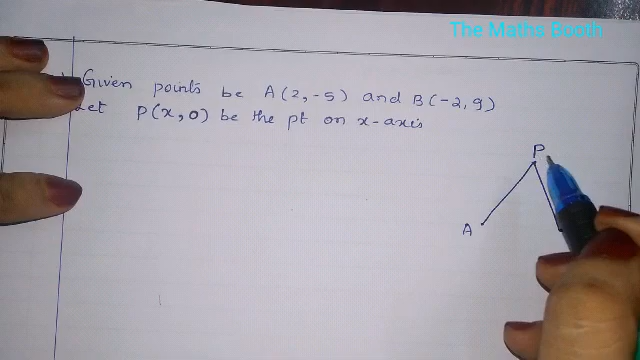 The Maths Booth
Given points be A(2, -5) and B(-2, 9)
Let P(x, 0) be the pt on x-axis
P
A